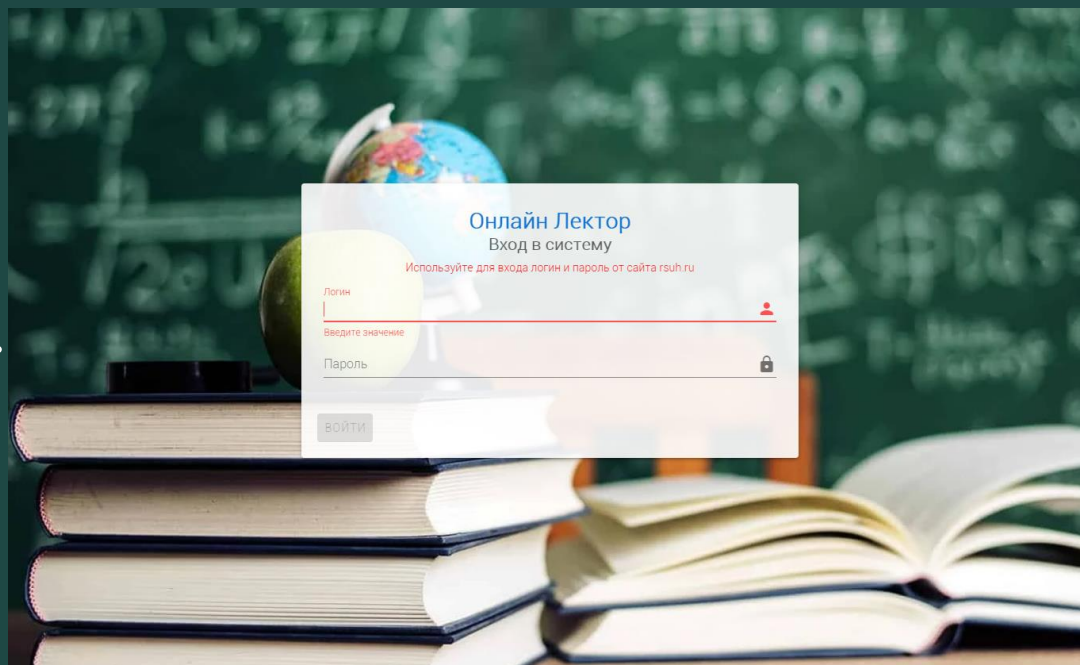 Онлайн Лектор
Вход в систему
Используйте для входа логин и пароль от сайта rsuh.ru
Логин
Введите значение
Пароль
ВОЙТИ